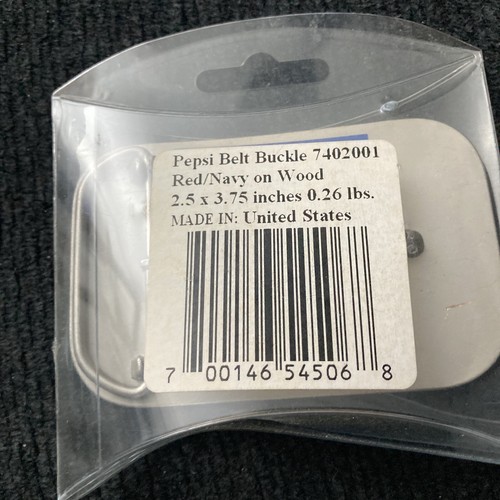 Pepsi Belt Buckle 7402001
Red/Navy on Wood
2.5 x 3.75 inches 0.26 lbs.
MADE IN: United States
7 00146 54506 8